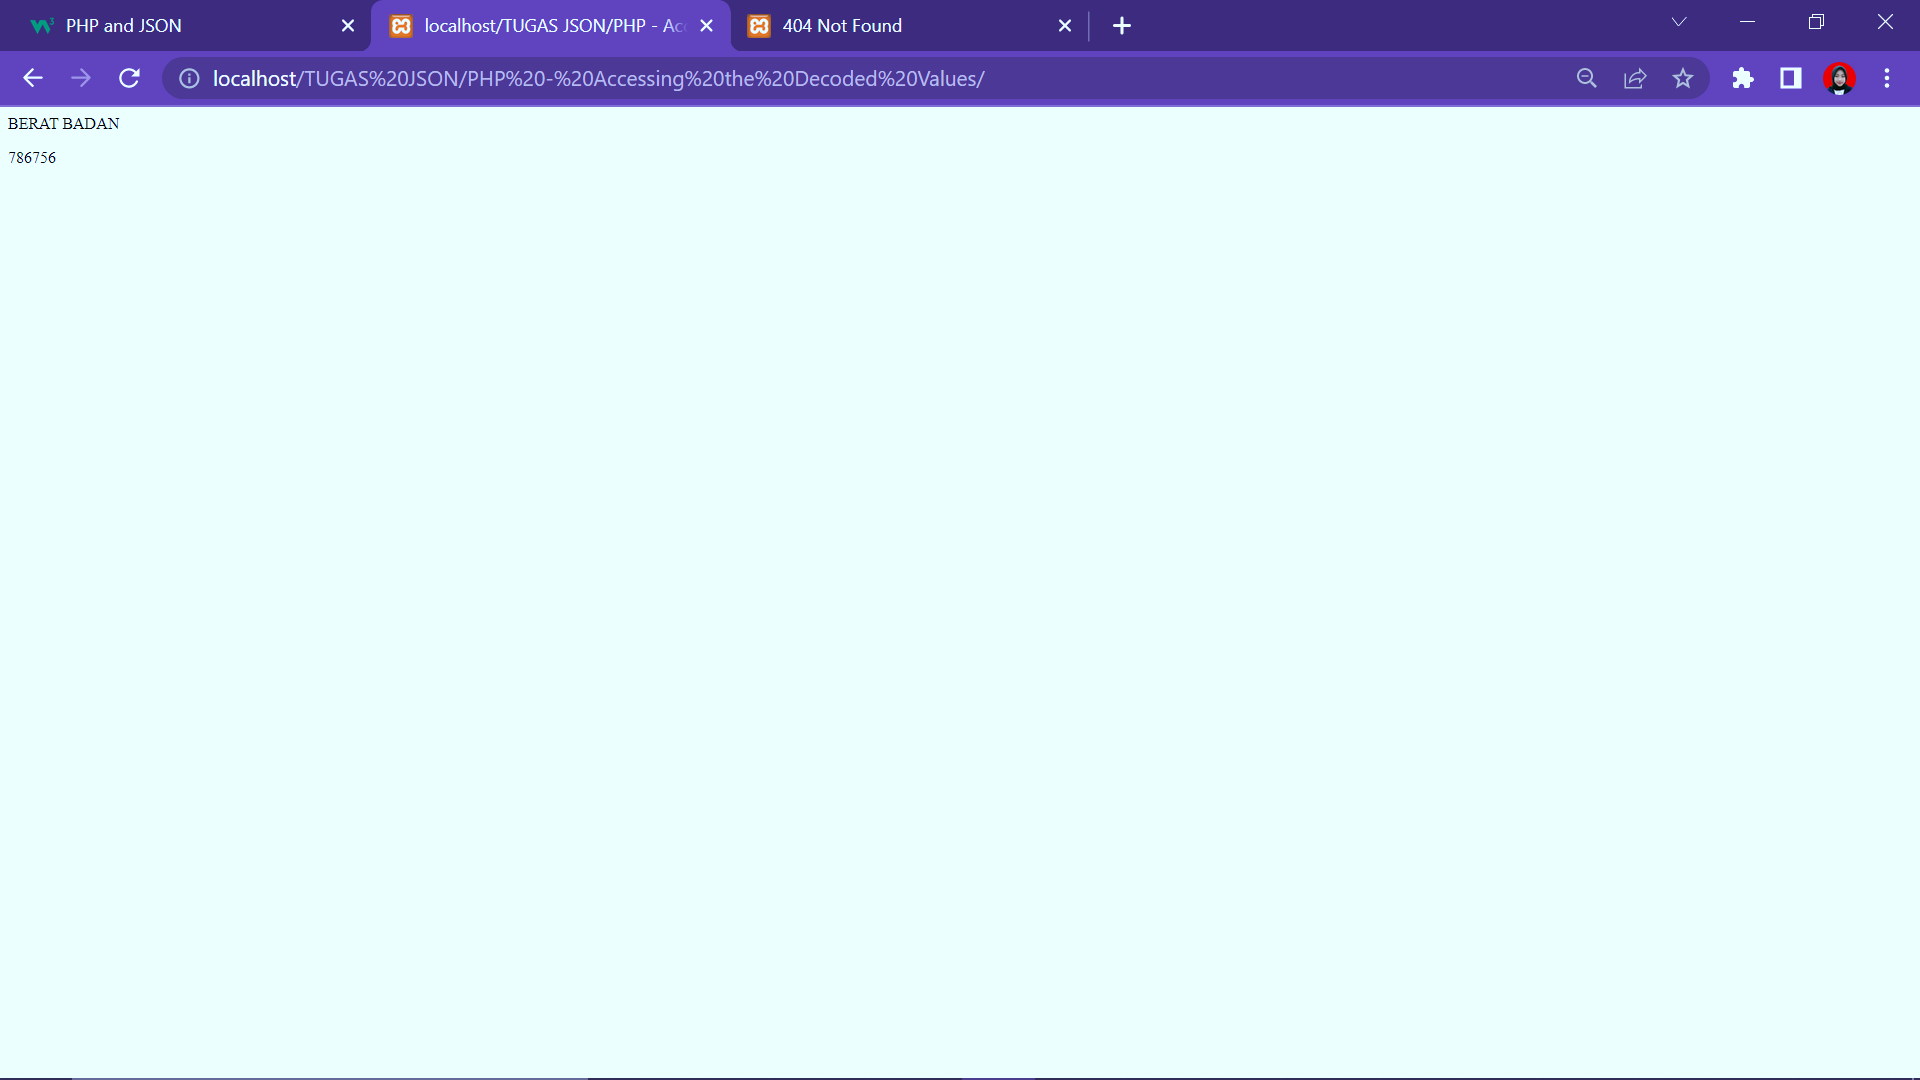 PHP and JSON
localhost/TUGAS JSON/PHP - Acc
404 Not Found
localhost/TUGAS%20JSON/PHP%20-%20Accessing%20the%20Decoded%20Values/
BERAT BADAN
786756